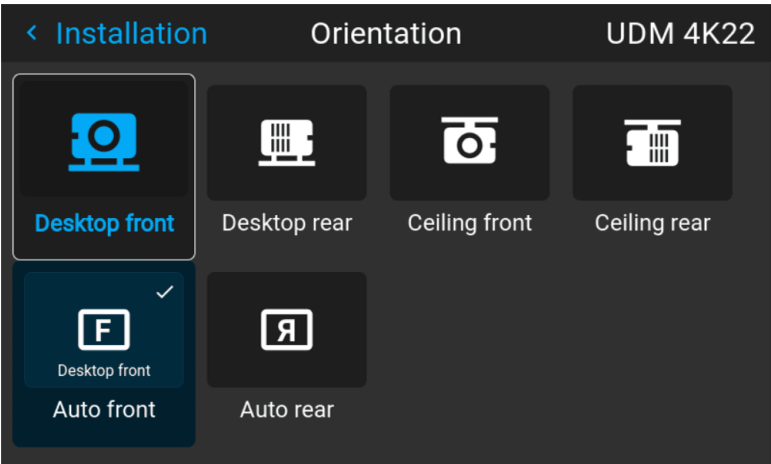 ‹ Installation Orientation UDM 4K22
Desktop front Desktop rear Ceiling front Ceiling rear
F Я
Desktop front
Auto front Auto rear